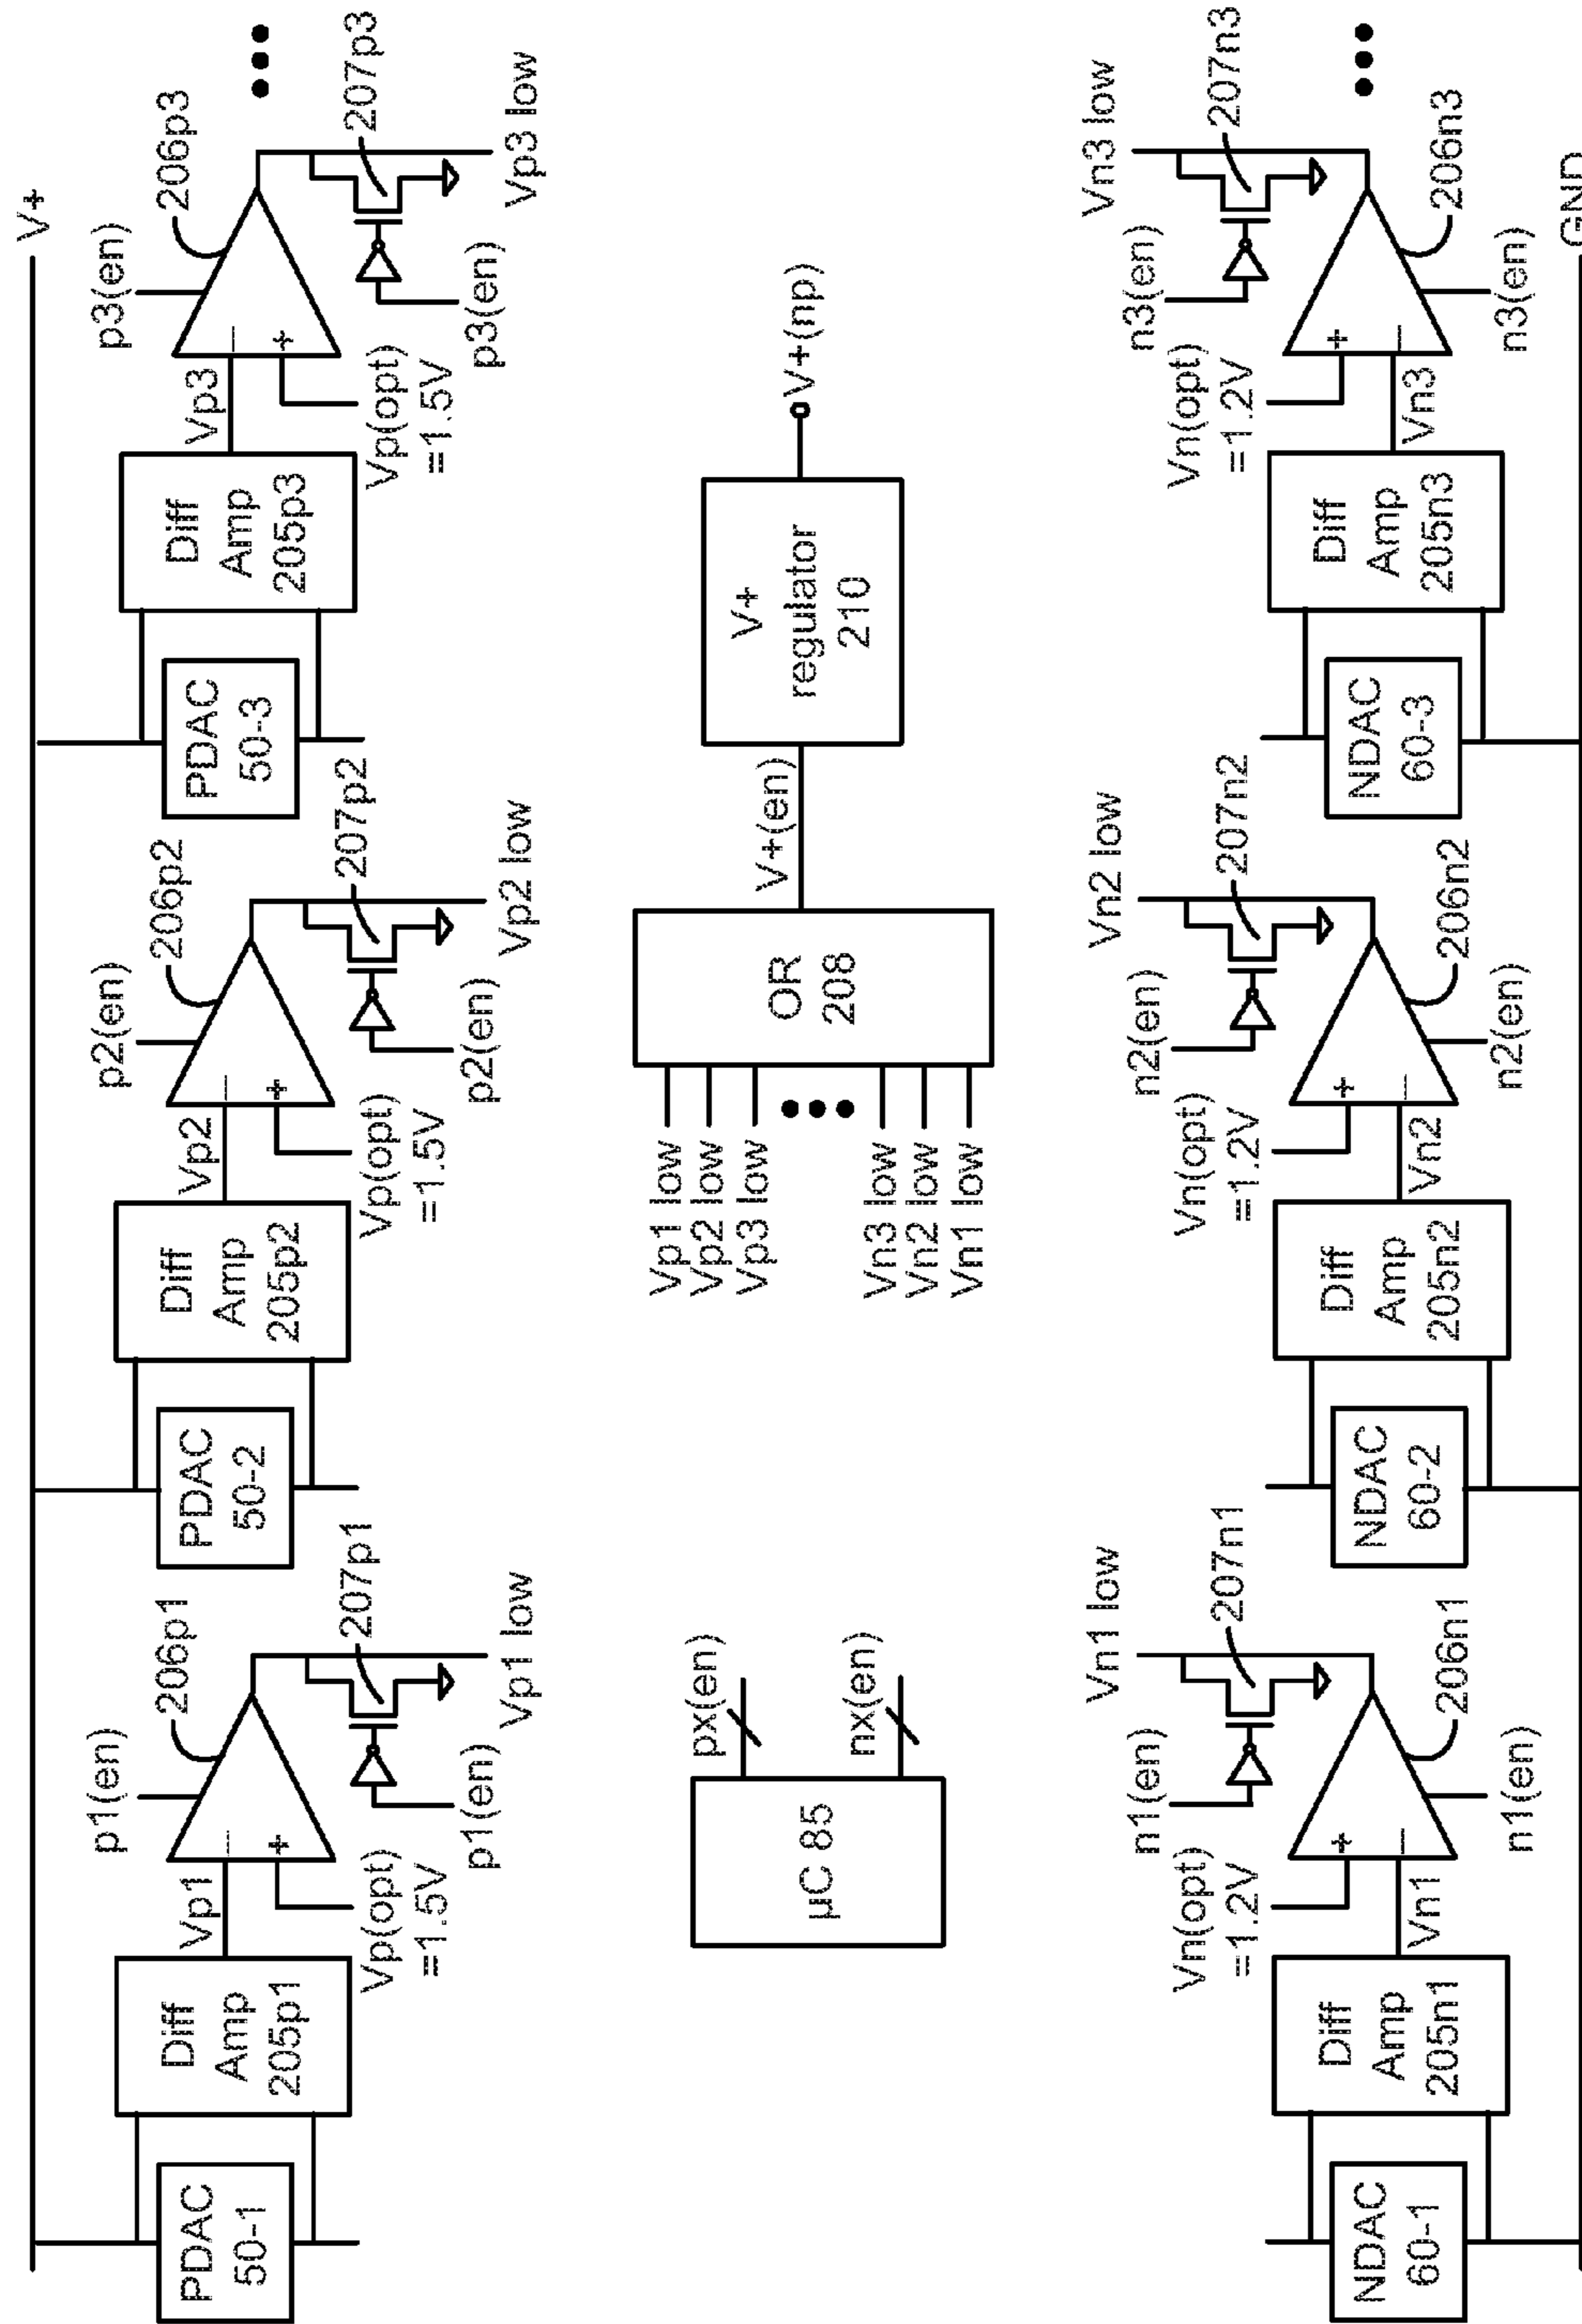 V+
PDAC
50-1
Diff
Amp
205p1
Vp1
p1(en)
206p1
Vp(opt)
=1.5V
p1(en)
207p1
Vp1 low
PDAC
50-2
Diff
Amp
205p2
Vp2
p2(en)
206p2
Vp(opt)
=1.5V
p2(en)
207p2
Vp2 low
PDAC
50-3
Diff
Amp
205p3
Vp3
p3(en)
206p3
Vp(opt)
=1.5V
p3(en)
207p3
Vp3 low
µC 85
px(en)
nx(en)
Vp1 low
Vp2 low
Vp3 low
Vn3 low
Vn2 low
Vn1 low
OR
208
V+(en)
V+
regulator
210
V+(np)
NDAC
60-1
Diff
Amp
205n1
Vn1
Vn(opt)
=1.2V
n1(en)
207n1
Vn1 low
206n1
n1(en)
NDAC
60-2
Diff
Amp
205n2
Vn2
Vn(opt)
=1.2V
n2(en)
207n2
Vn2 low
206n2
n2(en)
NDAC
60-3
Diff
Amp
205n3
Vn3
Vn(opt)
=1.2V
n3(en)
207n3
Vn3 low
206n3
n3(en)
GND